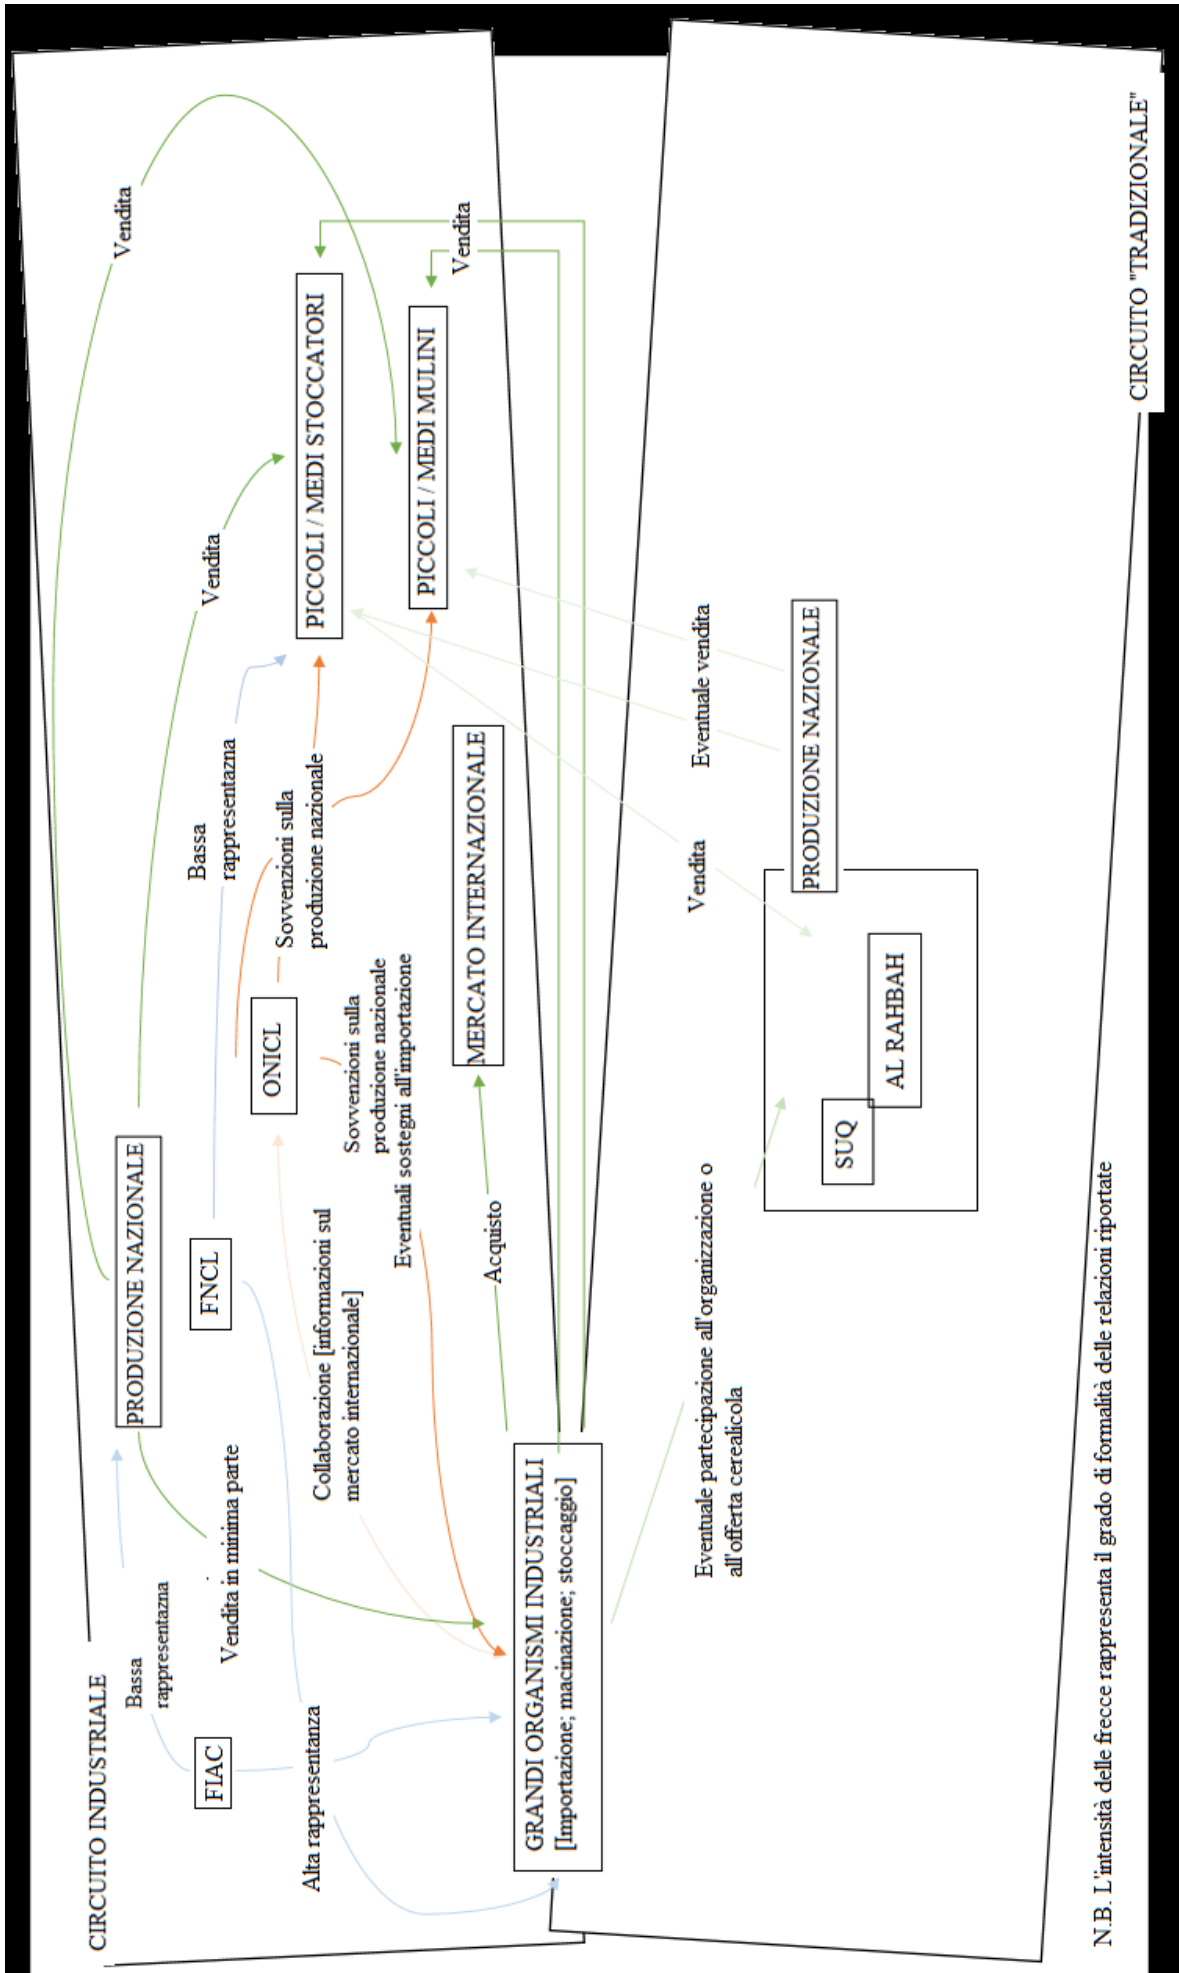 CIRCUITO INDUSTRIALE
Bassa
rappresentazna
PRODUZIONE NAZIONALE
Vendita
Vendita
FIAC
Vendita in minima parte
FNCL
Bassa
rappresentazna
Alta rappresentanza
Collaborazione [informazioni sul
mercato internazionale]
ONICL
Sovvenzioni sulla
produzione nazionale
Sovvenzioni sulla
produzione nazionale
Eventuali sostegni all'importazione
PICCOLI / MEDI STOCCATORI
PICCOLI / MEDI MULINI
Vendita
Acquisto
MERCATO INTERNAZIONALE
GRANDI ORGANISMI INDUSTRIALI
[Importazione; macinazione; stoccaggio]
Eventuale partecipazione all'organizzazione o
all'offerta cerealicola
Vendita
Eventuale vendita
PRODUZIONE NAZIONALE
SUQ
AL RAHBAH
CIRCUITO "TRADIZIONALE"
N.B. L'intensità delle frecce rappresenta il grado di formalità delle relazioni riportate